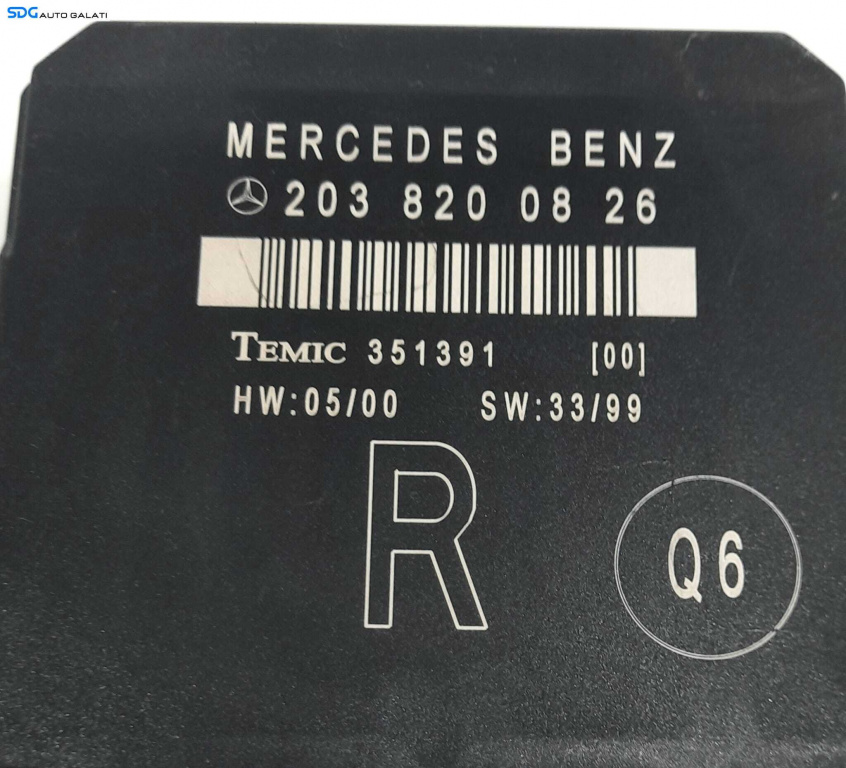 SDG AUTO GALATI
MERCEDES BENZ
203 820 08 26
TEMIC 351391 [00]
HW:05/00 SW:33/99
R
Q6